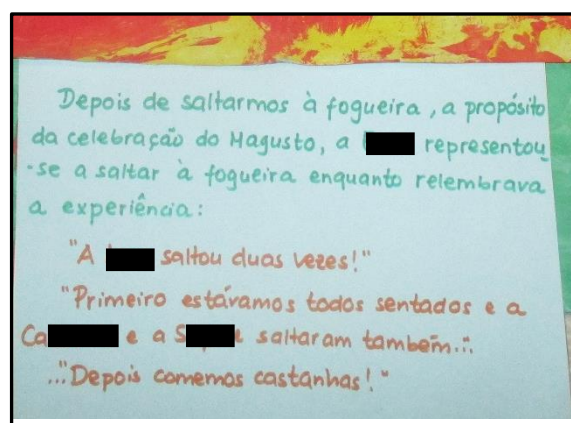 Depois de saltarmos à fogueira, a propósito
da celebração do Magusto, a representou-
-se a saltar à fogueira enquanto relembrava
a experiência:
"A saltou duas vezes!"
"Primeiro estávamos todos sentados e a
Ca e a S saltaram também...
..."Depois comemos castanhas!"